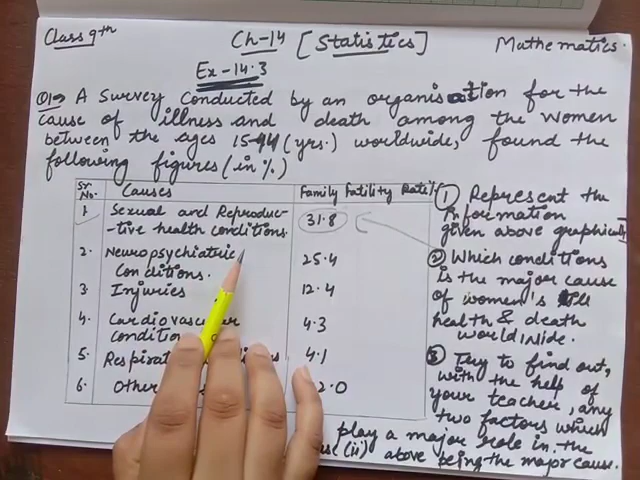 Class 9th
Ch-14 [Statistics]
Mathematics.
Ex-14.3
Q1⇒ A Survey Conducted by an organisation for the
cause of illness and death among the women
between the ages 15-44 (yrs.) worldwide, found the
following figures (in %)
Sr. No. Causes Family Fatility Rate%
1. Sexual and Reproduc-
-tive health conditions. 31.8
2. Neuropsychiatric
Conditions. 25.4
3. Injuries 12.4
4. Cardiovascular
condition 4.3
5. Respirat 4.1
6. Other 2.0
① Represent the
information
given above graphically
② Which conditions
is the major cause
of women's ill
health & death
worldwide.
③ Try to find out,
with the help of
your teacher, any
two factors which
play a major role in the
(ii) above being the major cause.